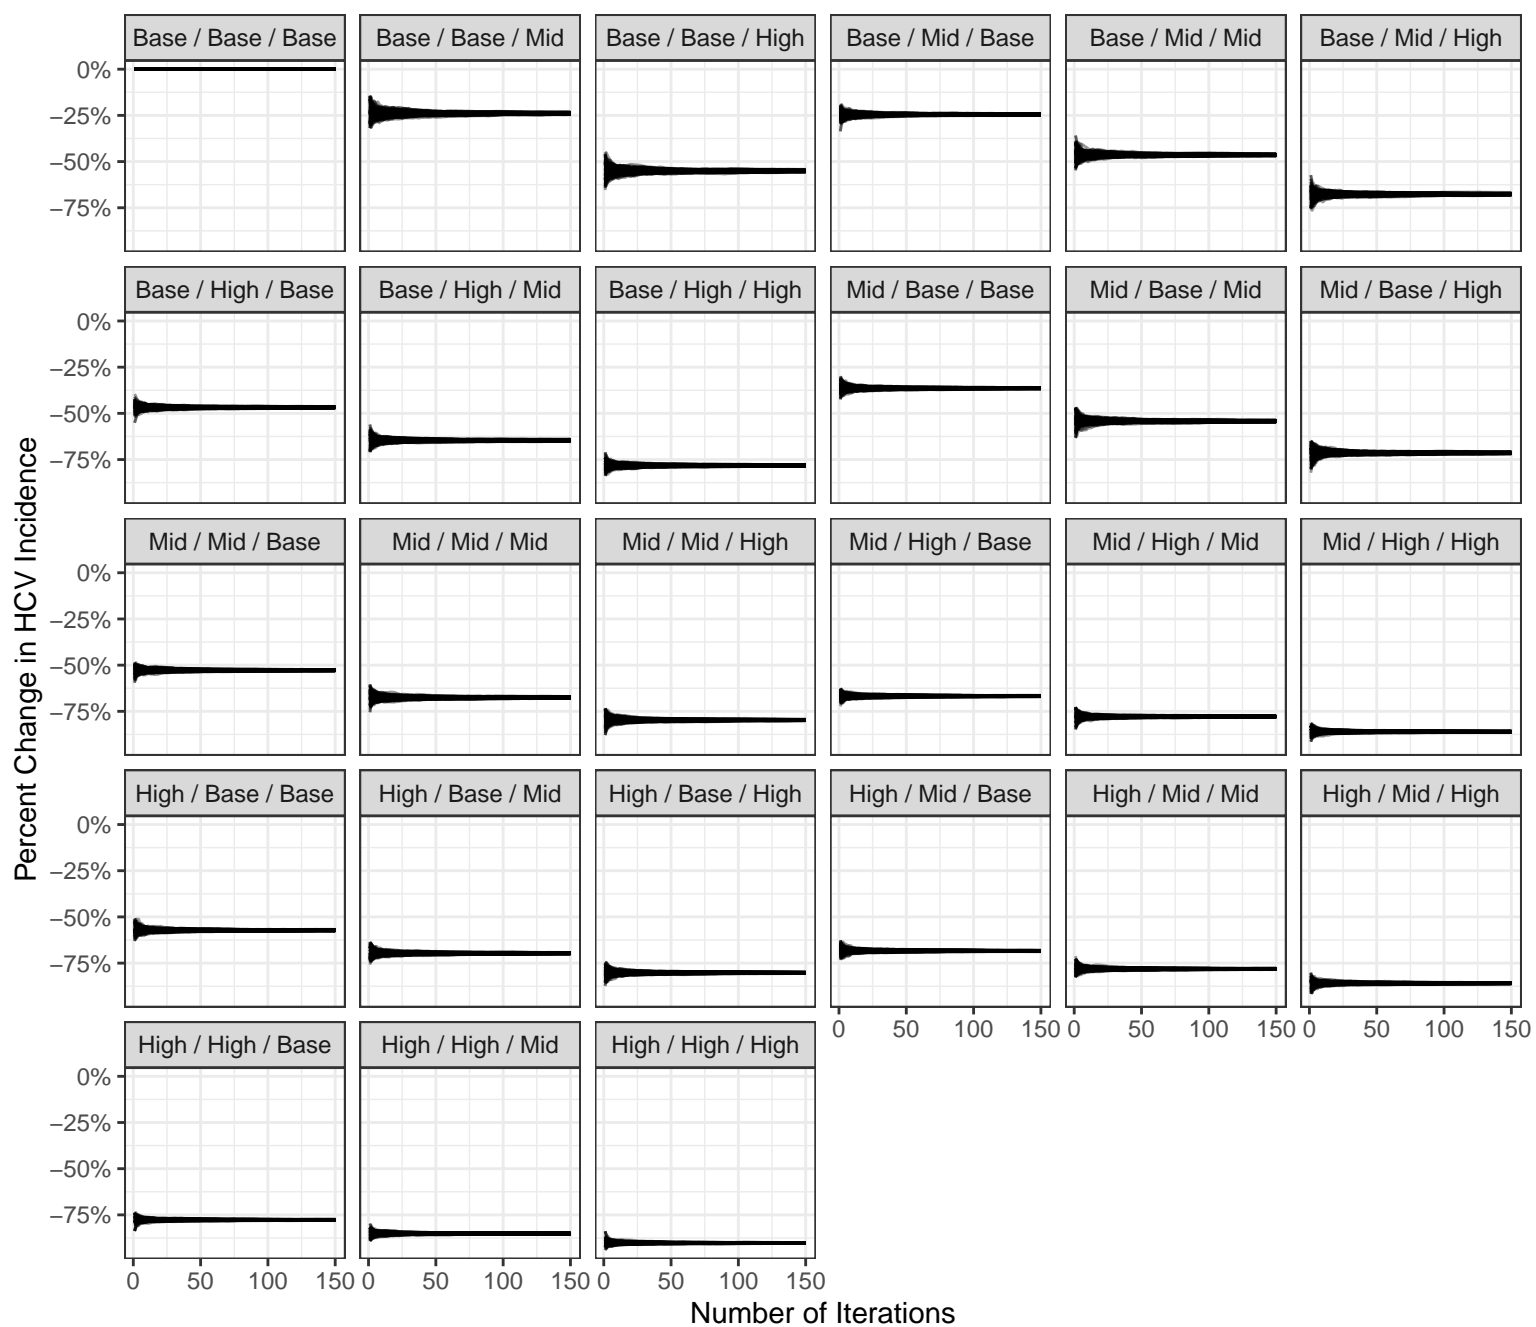 Base / Base / Base
Base / Base / Mid
Base / Base / High
Base / Mid / Base
Base / Mid / Mid
Base / Mid / High
0%
−25%
−50%
−75%
Base / High / Base
Base / High / Mid
Base / High / High
Mid / Base / Base
Mid / Base / Mid
Mid / Base / High
0%
−25%
−50%
−75%
Mid / Mid / Base
Mid / Mid / Mid
Mid / Mid / High
Mid / High / Base
Mid / High / Mid
Mid / High / High
0%
−25%
−50%
−75%
High / Base / Base
High / Base / Mid
High / Base / High
High / Mid / Base
High / Mid / Mid
High / Mid / High
0%
−25%
−50%
−75%
0 50 100 150
0 50 100 150
0 50 100 150
High / High / Base
High / High / Mid
High / High / High
0%
−25%
−50%
−75%
0 50 100 150
0 50 100 150
0 50 100 150
Number of Iterations
Percent Change in HCV Incidence